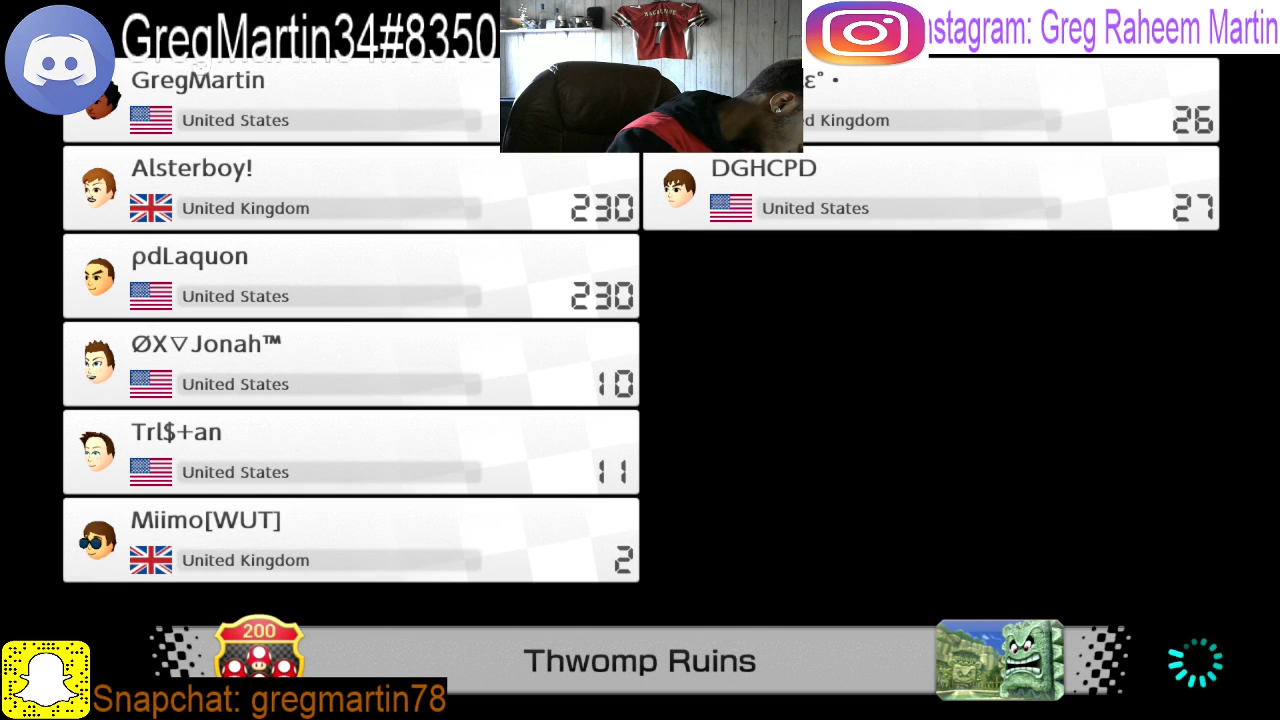 GregMartin34#8350
nstagram: Greg Raheem Martin
GregMartin
United States
Alsterboy!
United Kingdom
230
ρdLaquon
United States
230
ØX▽Jonah™
United States
10
Trl$+an
United States
11
Miimo[WUT]
United Kingdom
2
ε°・
d Kingdom
26
DGHCPD
United States
27
200
Thwomp Ruins
Snapchat: gregmartin78